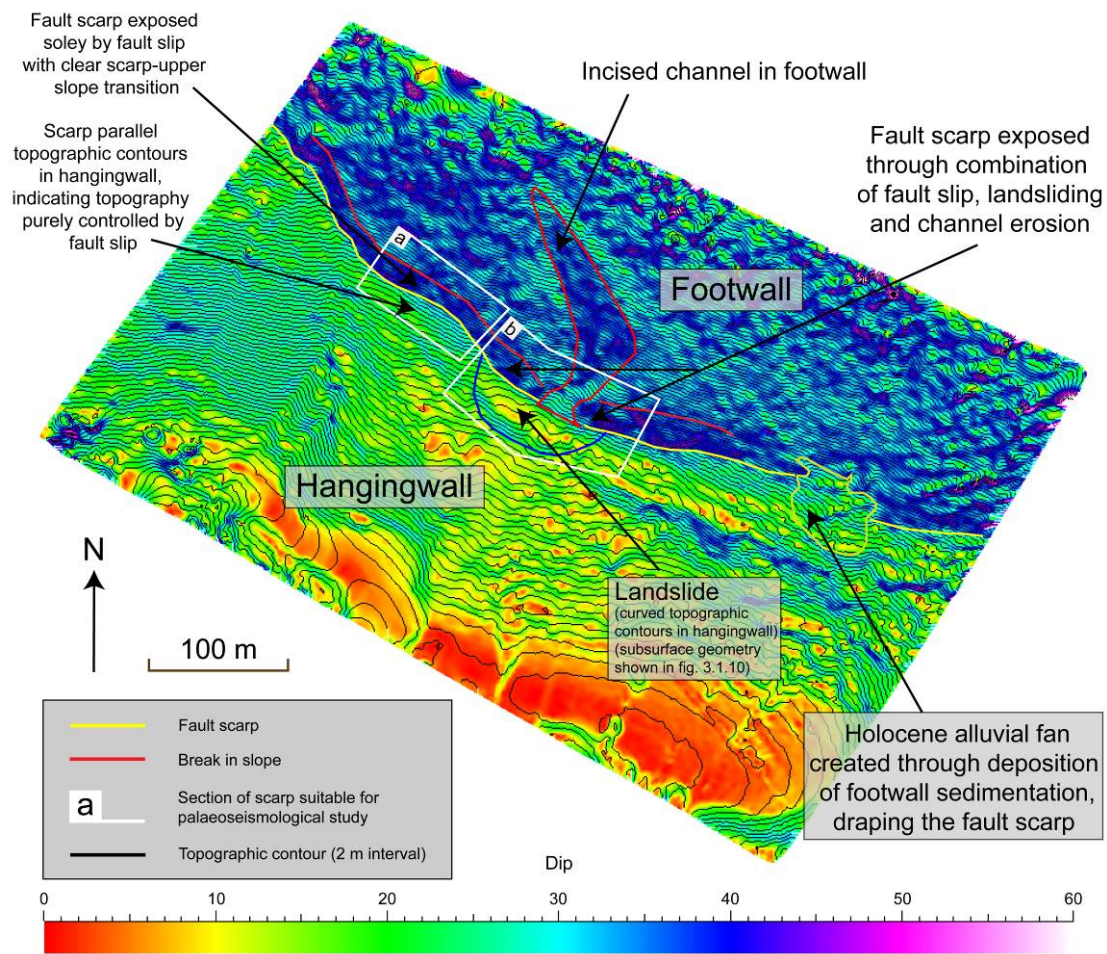 Fault scarp exposed
soley by fault slip
with clear scarp-upper
slope transition
Scarp parallel
topographic contours
in hangingwall,
indicating topography
purely controlled by
fault slip
Incised channel in footwall
Fault scarp exposed
through combination
of fault slip, landsliding
and channel erosion
a
b
Footwall
Hangingwall
Landslide
(curved topographic
contours in hangingwall)
(subsurface geometry
shown in fig. 3.1.10)
Holocene alluvial fan
created through deposition
of footwall sedimentation,
draping the fault scarp
N
100 m
Fault scarp
Break in slope
a
Section of scarp suitable for
palaeoseismological study
Topographic contour (2 m interval)
Dip
0 10 20 30 40 50 60